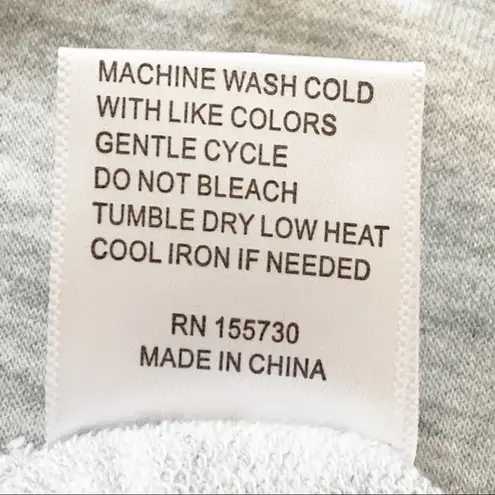 MACHINE WASH COLD
WITH LIKE COLORS
GENTLE CYCLE
DO NOT BLEACH
TUMBLE DRY LOW HEAT
COOL IRON IF NEEDED
RN 155730
MADE IN CHINA